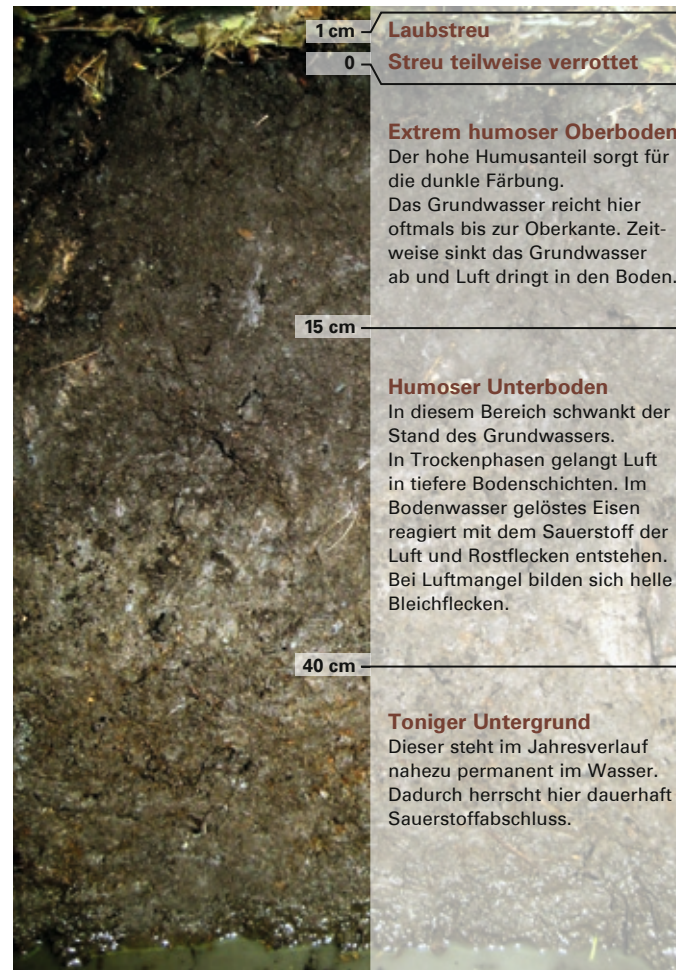 1 cm
Laubstreu
0
Streu teilweise verrottet
Extrem humoser Oberboden
Der hohe Humusanteil sorgt für
die dunkle Färbung.
Das Grundwasser reicht hier
oftmals bis zur Oberkante. Zeit-
weise sinkt das Grundwasser
ab und Luft dringt in den Boden.
15 cm
Humoser Unterboden
In diesem Bereich schwankt der
Stand des Grundwassers.
In Trockenphasen gelangt Luft
in tiefere Bodenschichten. Im
Bodenwasser gelöstes Eisen
reagiert mit dem Sauerstoff der
Luft und Rostflecken entstehen.
Bei Luftmangel bilden sich helle
Bleichflecken.
40 cm
Toniger Untergrund
Dieser steht im Jahresverlauf
nahezu permanent im Wasser.
Dadurch herrscht hier dauerhaft
Sauerstoffabschluss.